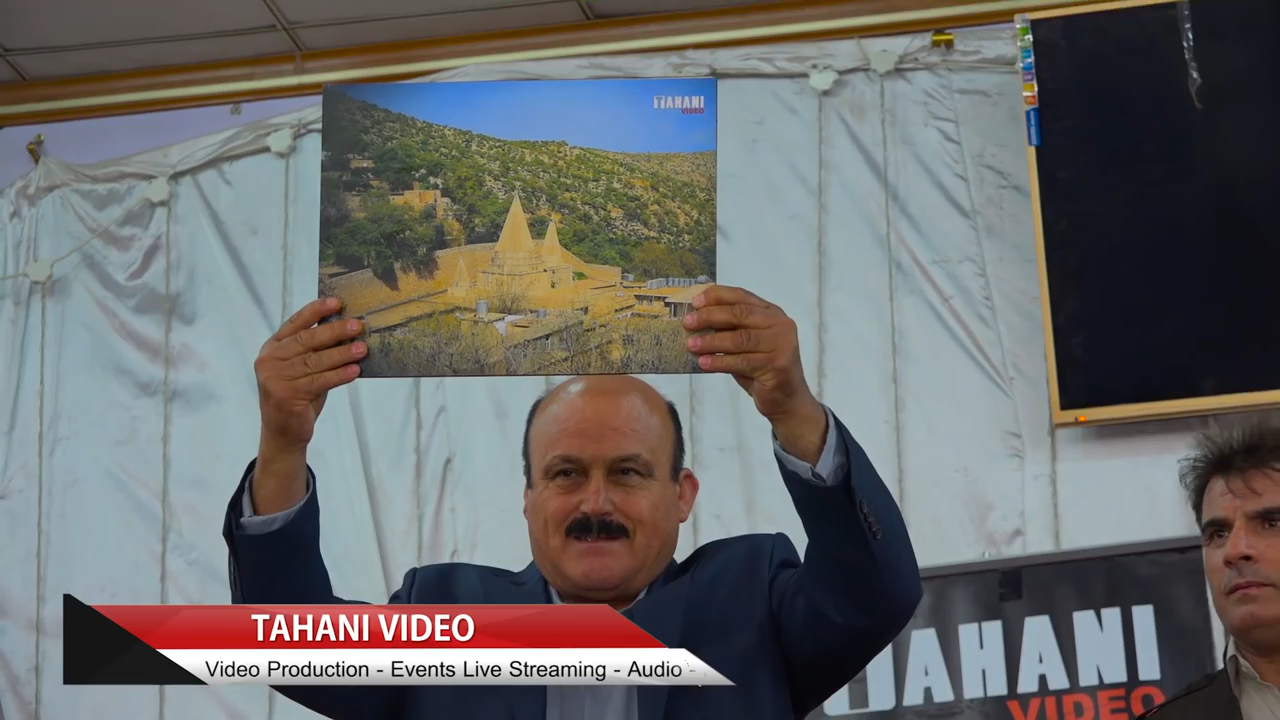 TAHANI
VIDEO
TAHANI VIDEO
Video Production - Events Live Streaming - Audio -
TAHANI
VIDEO